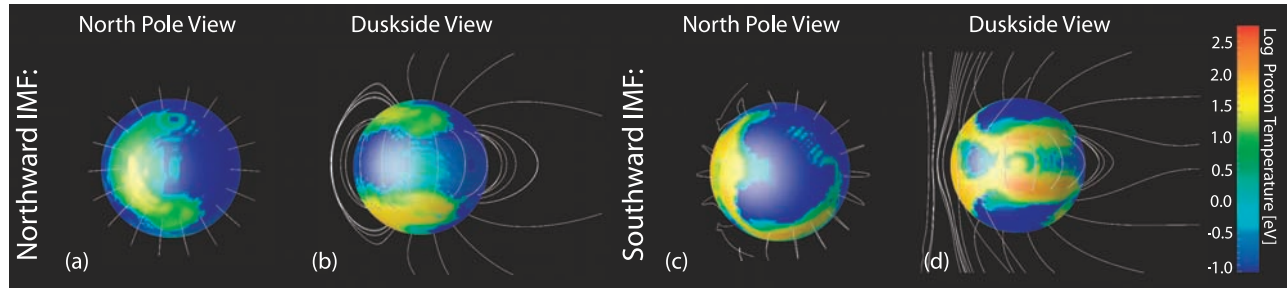 North Pole View
Duskside View
North Pole View
Duskside View
Northward IMF:
Southward IMF:
(a)
(b)
(c)
(d)
2.5
2.0
1.5
1.0
0.5
0.0
-0.5
-1.0
Log Proton Temperature [eV]